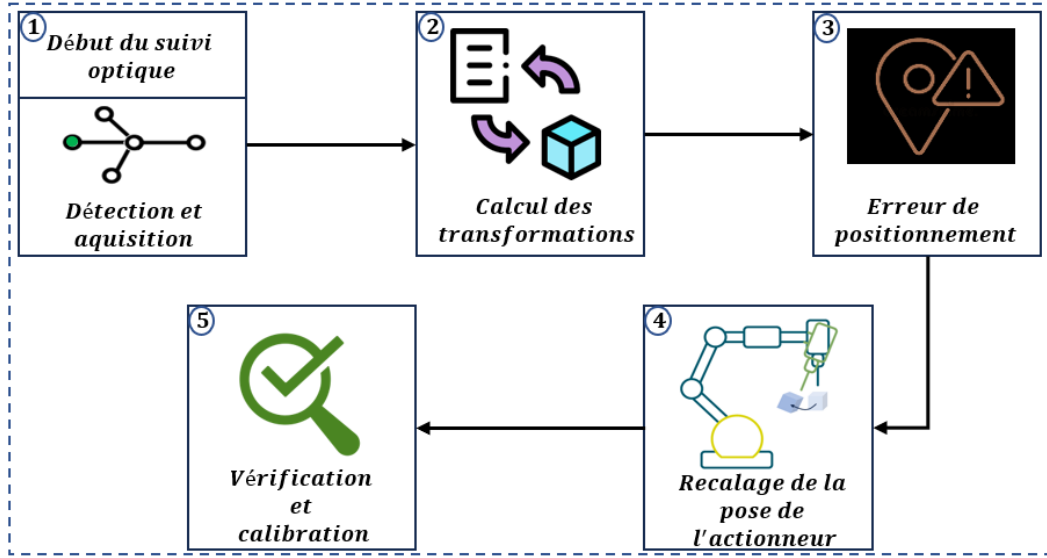 1
Début du suivi
optique
Détection et
aquisition
2
Calcul des
transformations
3
!
Erreur de
positionnement
4
Recalage de la
pose de
l'actionneur
5
Vérification
et
calibration